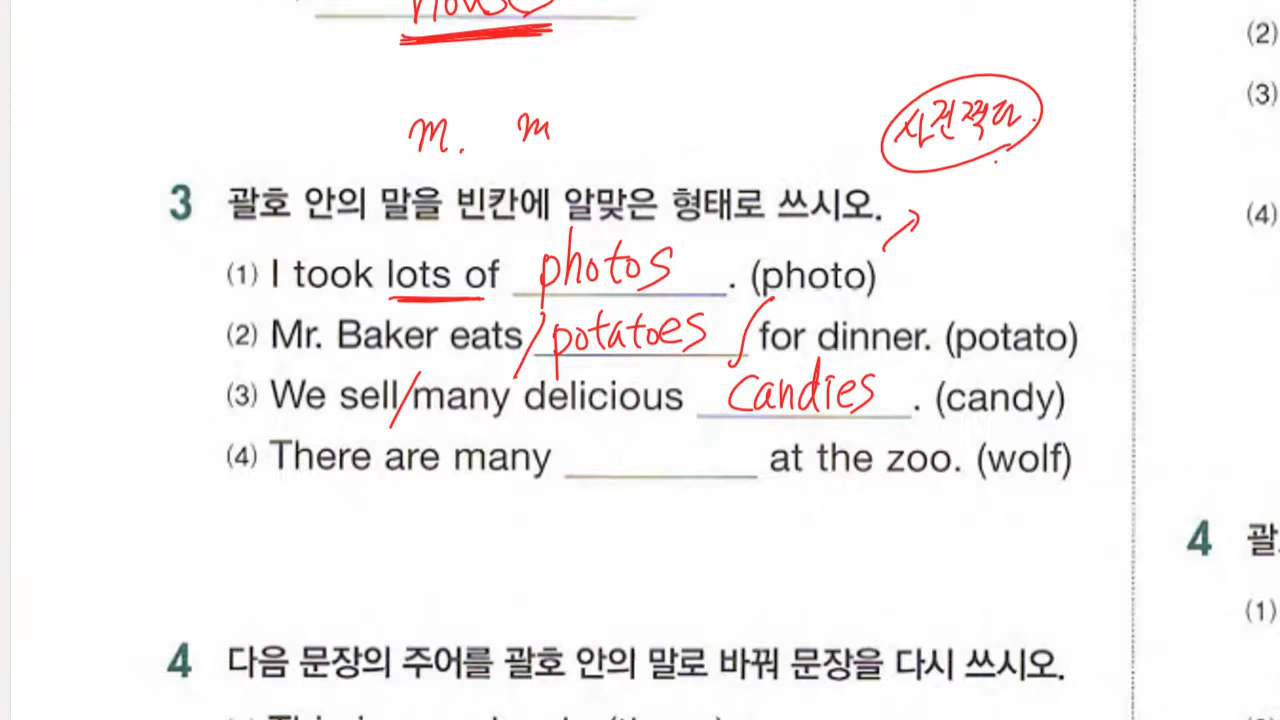 house
m. m
사진찍다.
(2)
(3)
3 괄호 안의 말을 빈칸에 알맞은 형태로 쓰시오.
(1) I took lots of photos. (photo)
(4)
(2) Mr. Baker eats / potatoes / for dinner. (potato)
(3) We sell / many delicious candies. (candy)
(4) There are many ________ at the zoo. (wolf)
4 괄
(1)
4 다음 문장의 주어를 괄호 안의 말로 바꿔 문장을 다시 쓰시오.